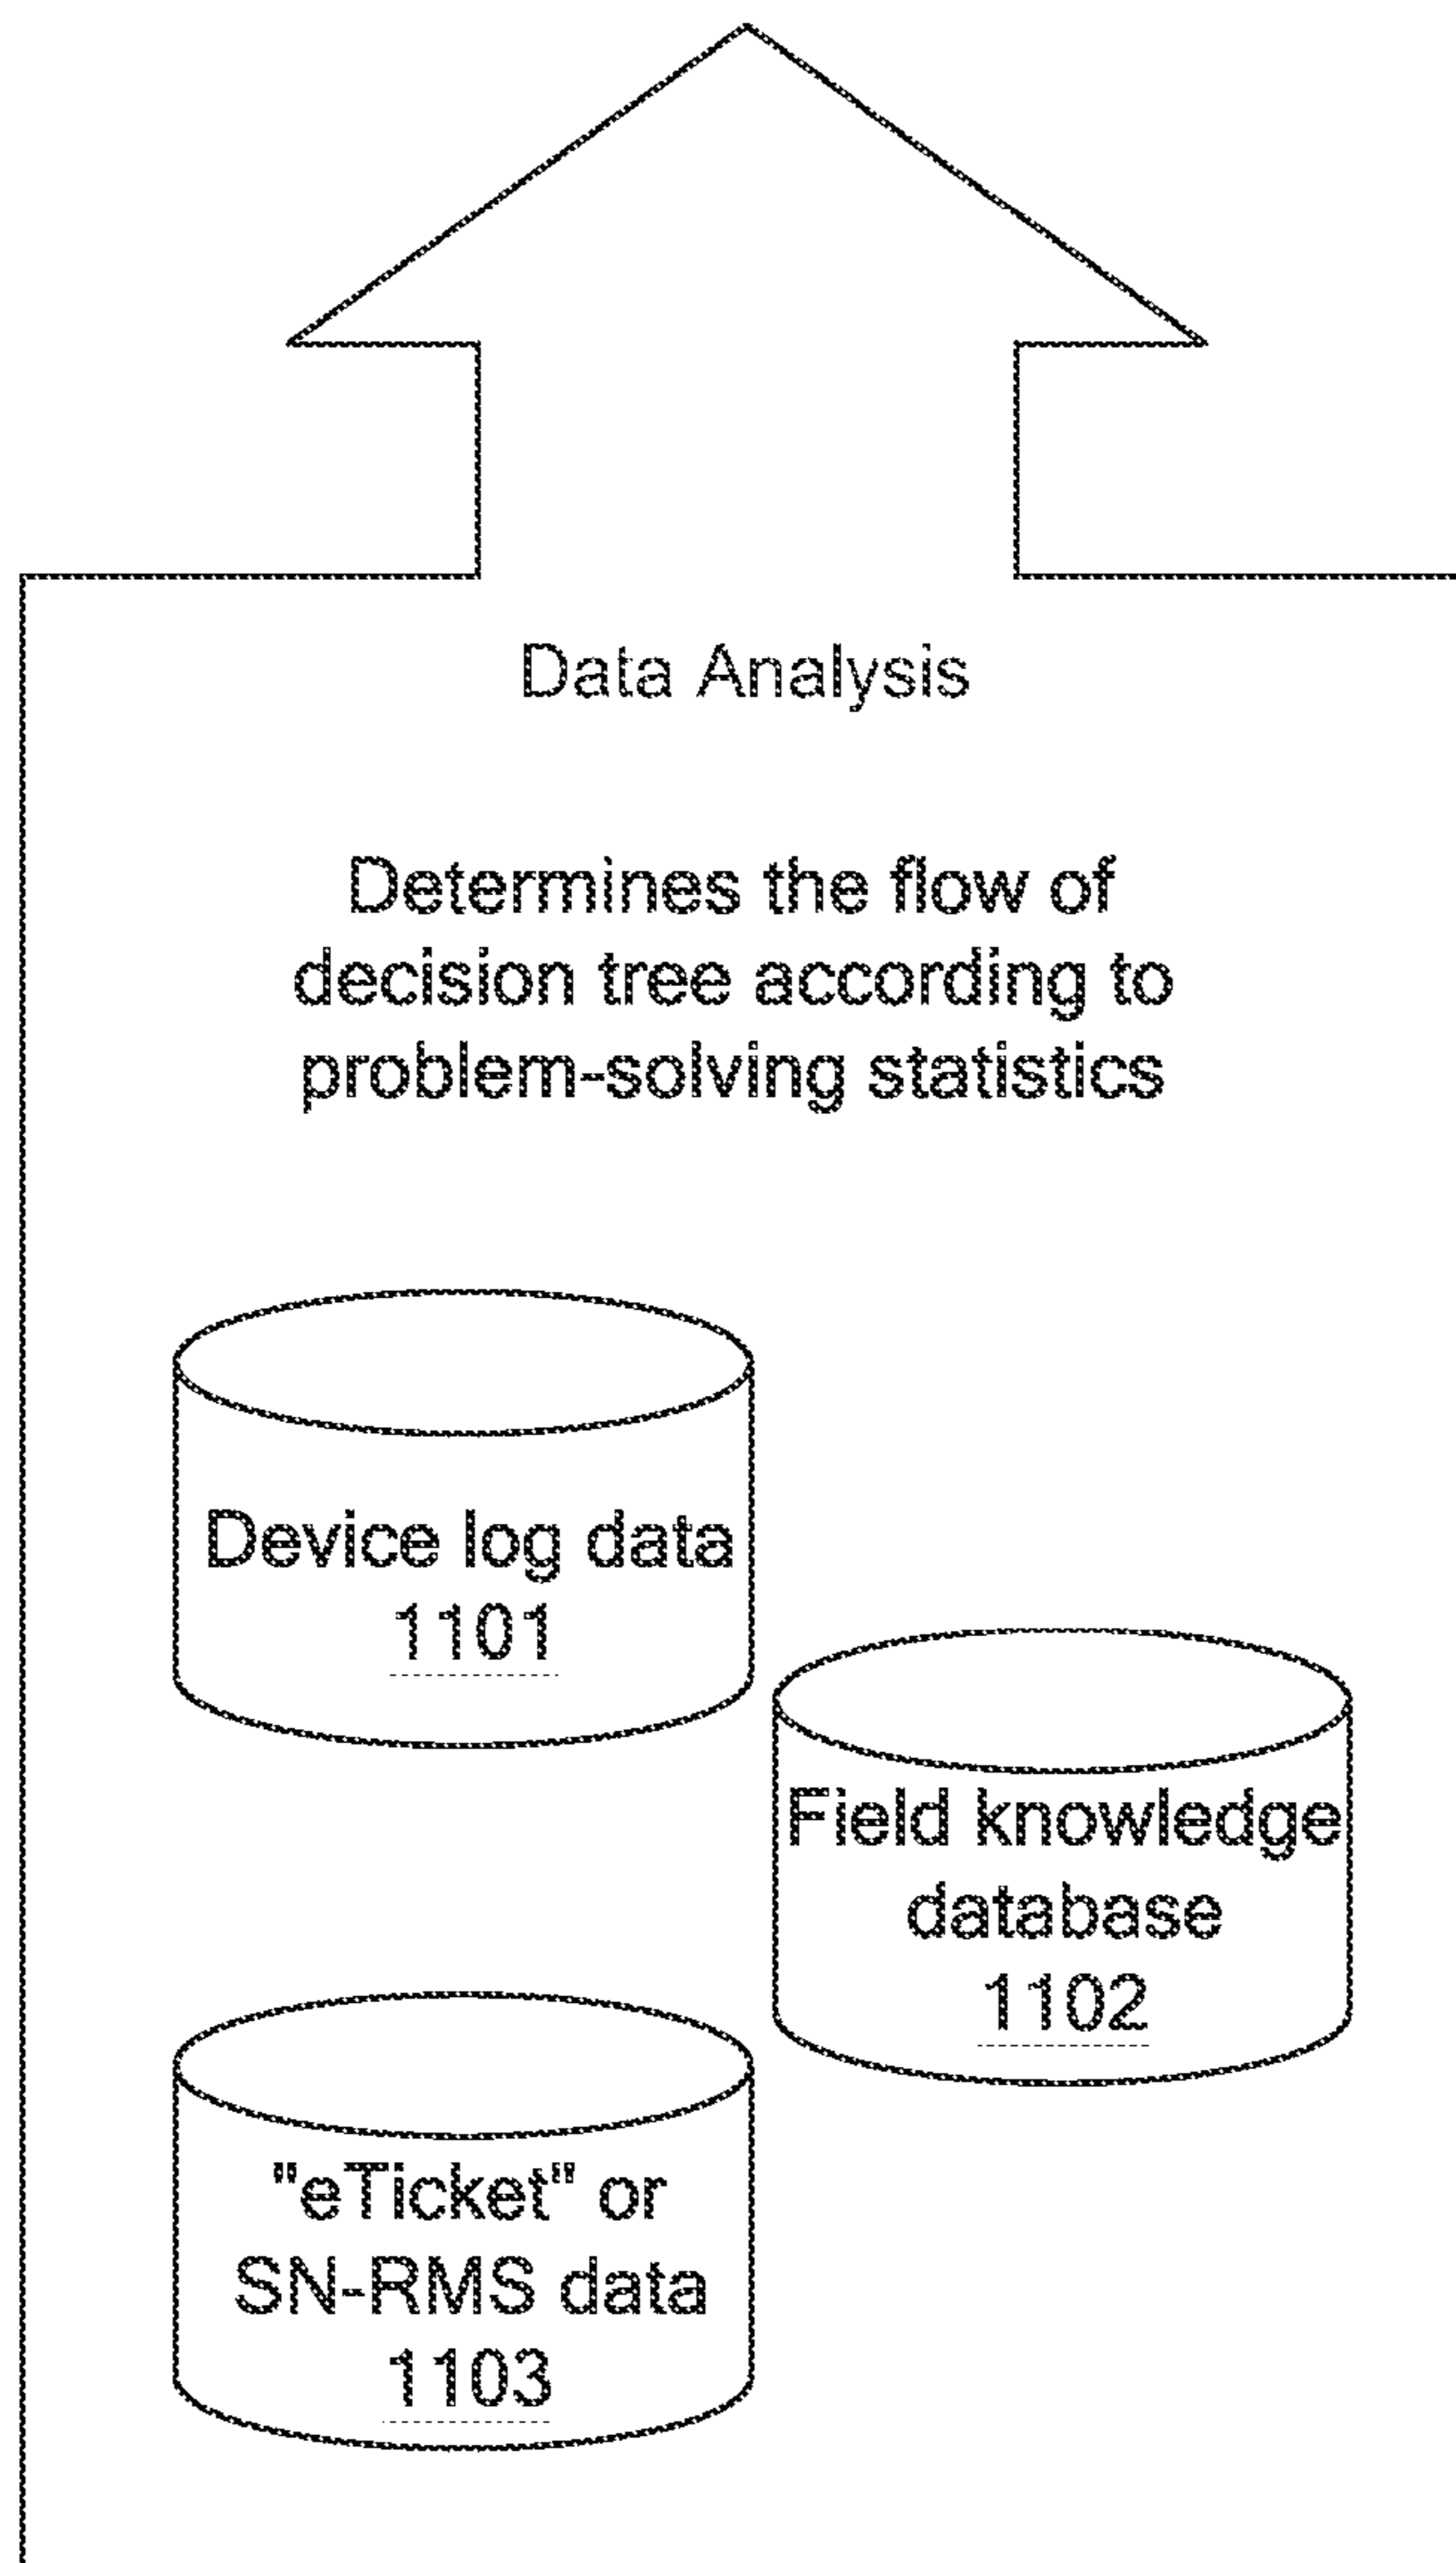 Data Analysis
Determines the flow of
decision tree according to
problem-solving statistics
Device log data
1101
Field knowledge
database
1102
"eTicket" or
SN-RMS data
1103